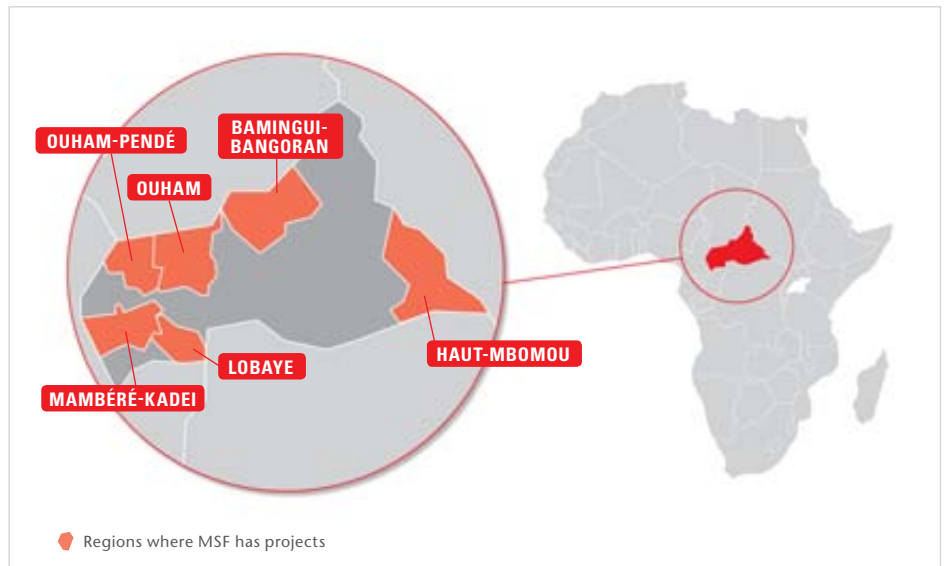 OUHAM-PENDÉ
BAMINGUI-
BANGORAN
OUHAM
HAUT-MBOMOU
LOBAYE
MAMBÉRÉ-KADEI
Regions where MSF has projects